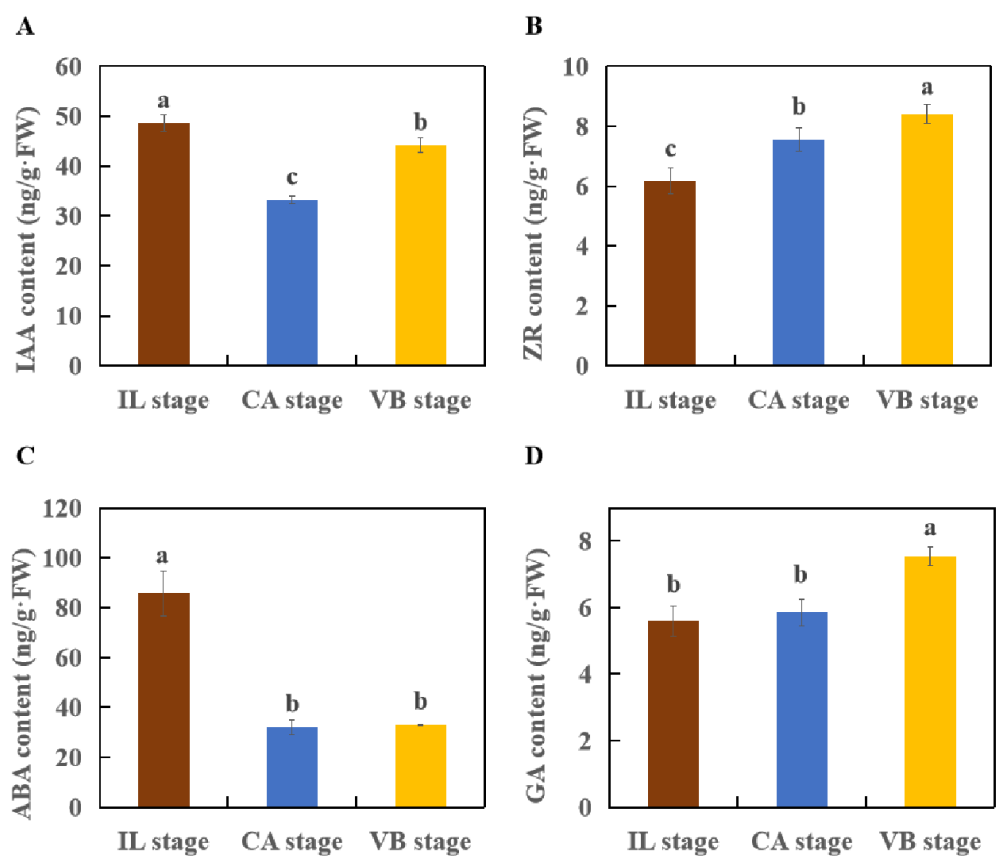 A
IAA content (ng/g·FW)
60
50
40
30
20
10
0
a
c
b
IL stage CA stage VB stage
B
ZR content (ng/g·FW)
10
8
6
4
2
0
c
b
a
IL stage CA stage VB stage
C
ABA content (ng/g·FW)
120
100
80
60
40
20
0
a
b
b
IL stage CA stage VB stage
D
GA content (ng/g·FW)
8
6
4
2
0
b
b
a
IL stage CA stage VB stage